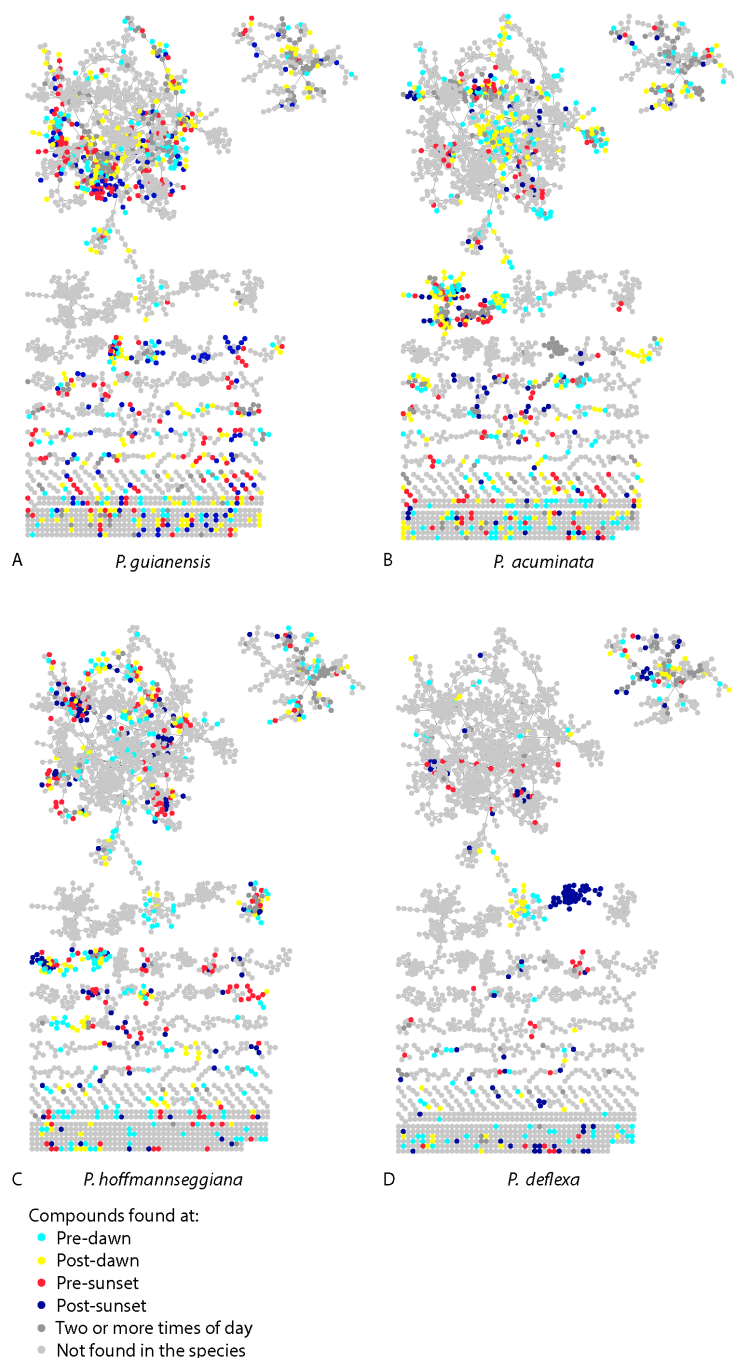 A
P. guianensis
B
P. acuminata
C
P. hoffmannseggiana
D
P. deflexa
Compounds found at:
Pre-dawn
Post-dawn
Pre-sunset
Post-sunset
Two or more times of day
Not found in the species